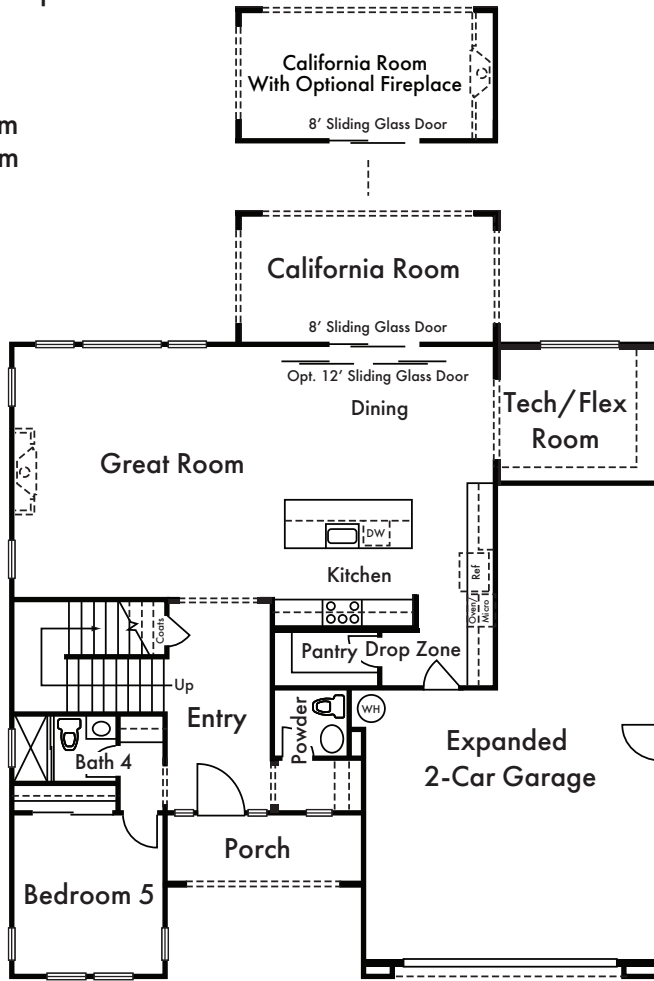 m
m
California Room
With Optional Fireplace
8' Sliding Glass Door
California Room
8' Sliding Glass Door
Opt. 12' Sliding Glass Door
Dining
Tech/Flex
Room
Great Room
DW
Kitchen
Ref
Oven/
Micro
Coats
Pantry
Drop Zone
Up
Entry
Powder
WH
Bath 4
Expanded
2-Car Garage
Porch
Bedroom 5